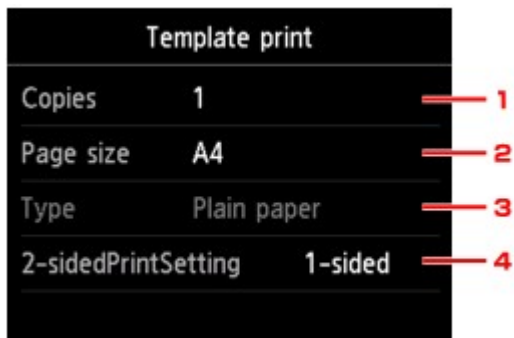 Template print
Copies 1 1
Page size A4 2
Type Plain paper 3
2-sidedPrintSetting 1-sided 4